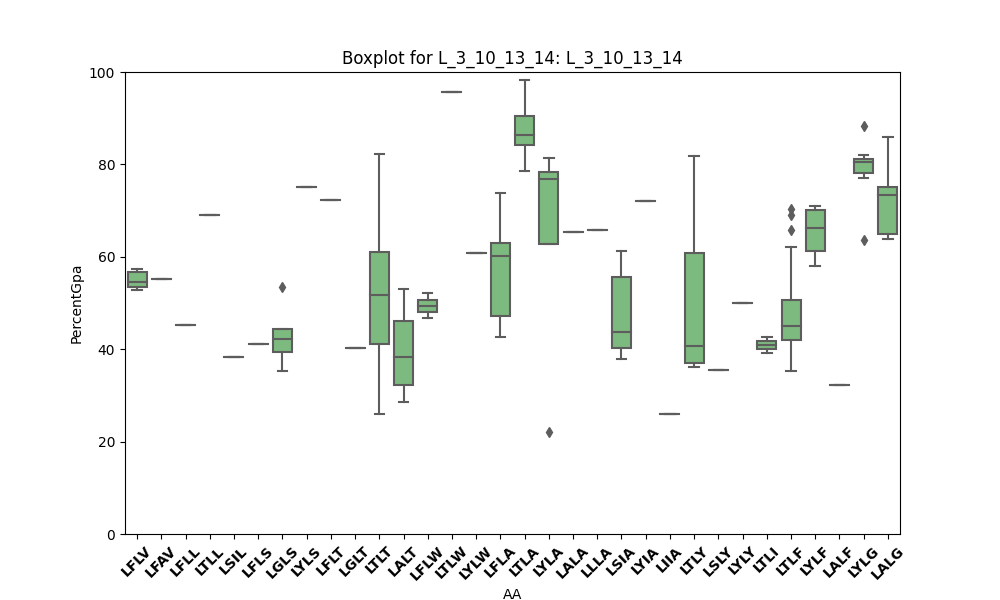 Boxplot for L_3_10_13_14: L_3_10_13_14
100
80
60
40
20
0
PercentGpa
LFLV LFAV LFLL LTLL LSIL LFLS LGLS LYLS LFLT LGLT LTLT LALT LFLW LTLW LYLW LFLA LTLA LYLA LALA LLLA LSIA LYIA LIIA LTLY LSLY LYLY LTLI LTLF LYLF LALF LYLG LALG
AA